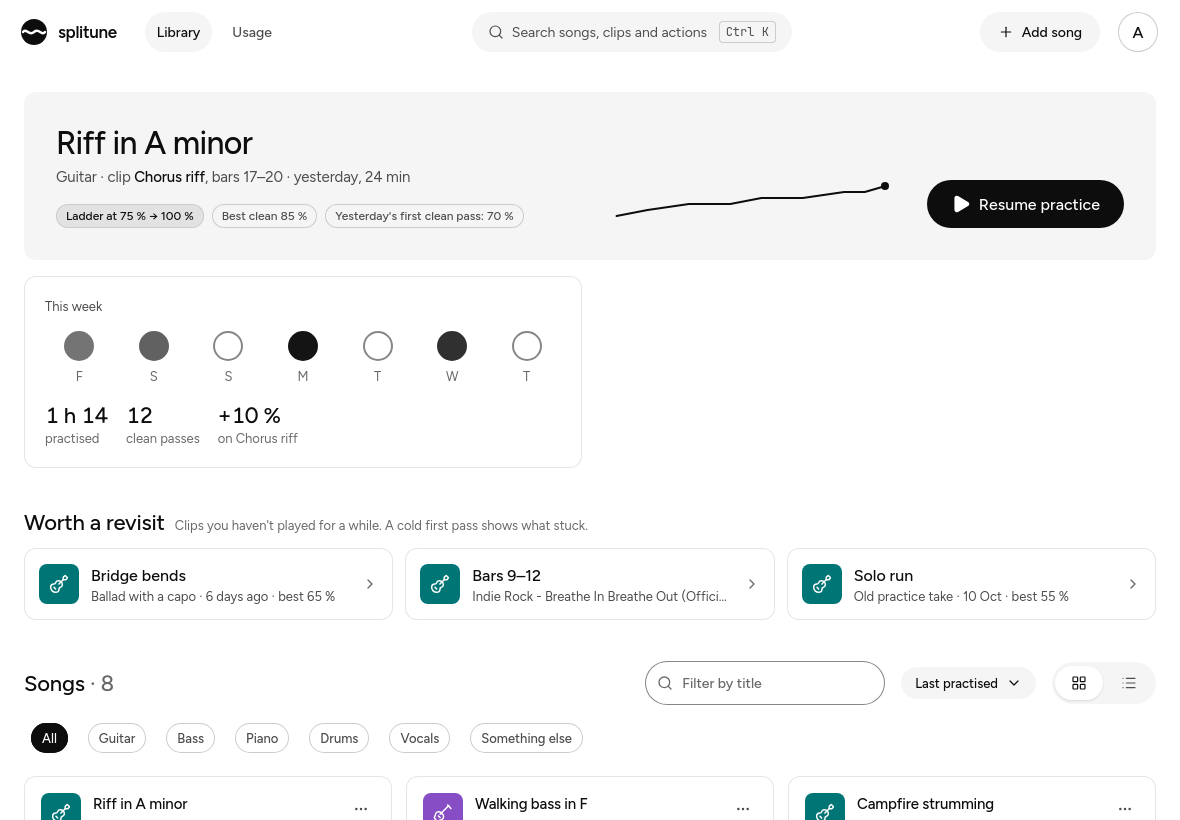 splitune
Library
Usage
Search songs, clips and actions
Ctrl K
Add song
A
Riff in A minor
Guitar · clip Chorus riff, bars 17–20 · yesterday, 24 min
Ladder at 75 % → 100 %
Best clean 85 %
Yesterday's first clean pass: 70 %
Resume practice
This week
F S S M T W T
1 h 14
practised
12
clean passes
+10 %
on Chorus riff
Worth a revisit
Clips you haven't played for a while. A cold first pass shows what stuck.
Bridge bends
Ballad with a capo · 6 days ago · best 65 %
Bars 9–12
Indie Rock - Breathe In Breathe Out (Offici...
Solo run
Old practice take · 10 Oct · best 55 %
Songs · 8
Filter by title
Last practised
All
Guitar
Bass
Piano
Drums
Vocals
Something else
Riff in A minor
Walking bass in F
Campfire strumming